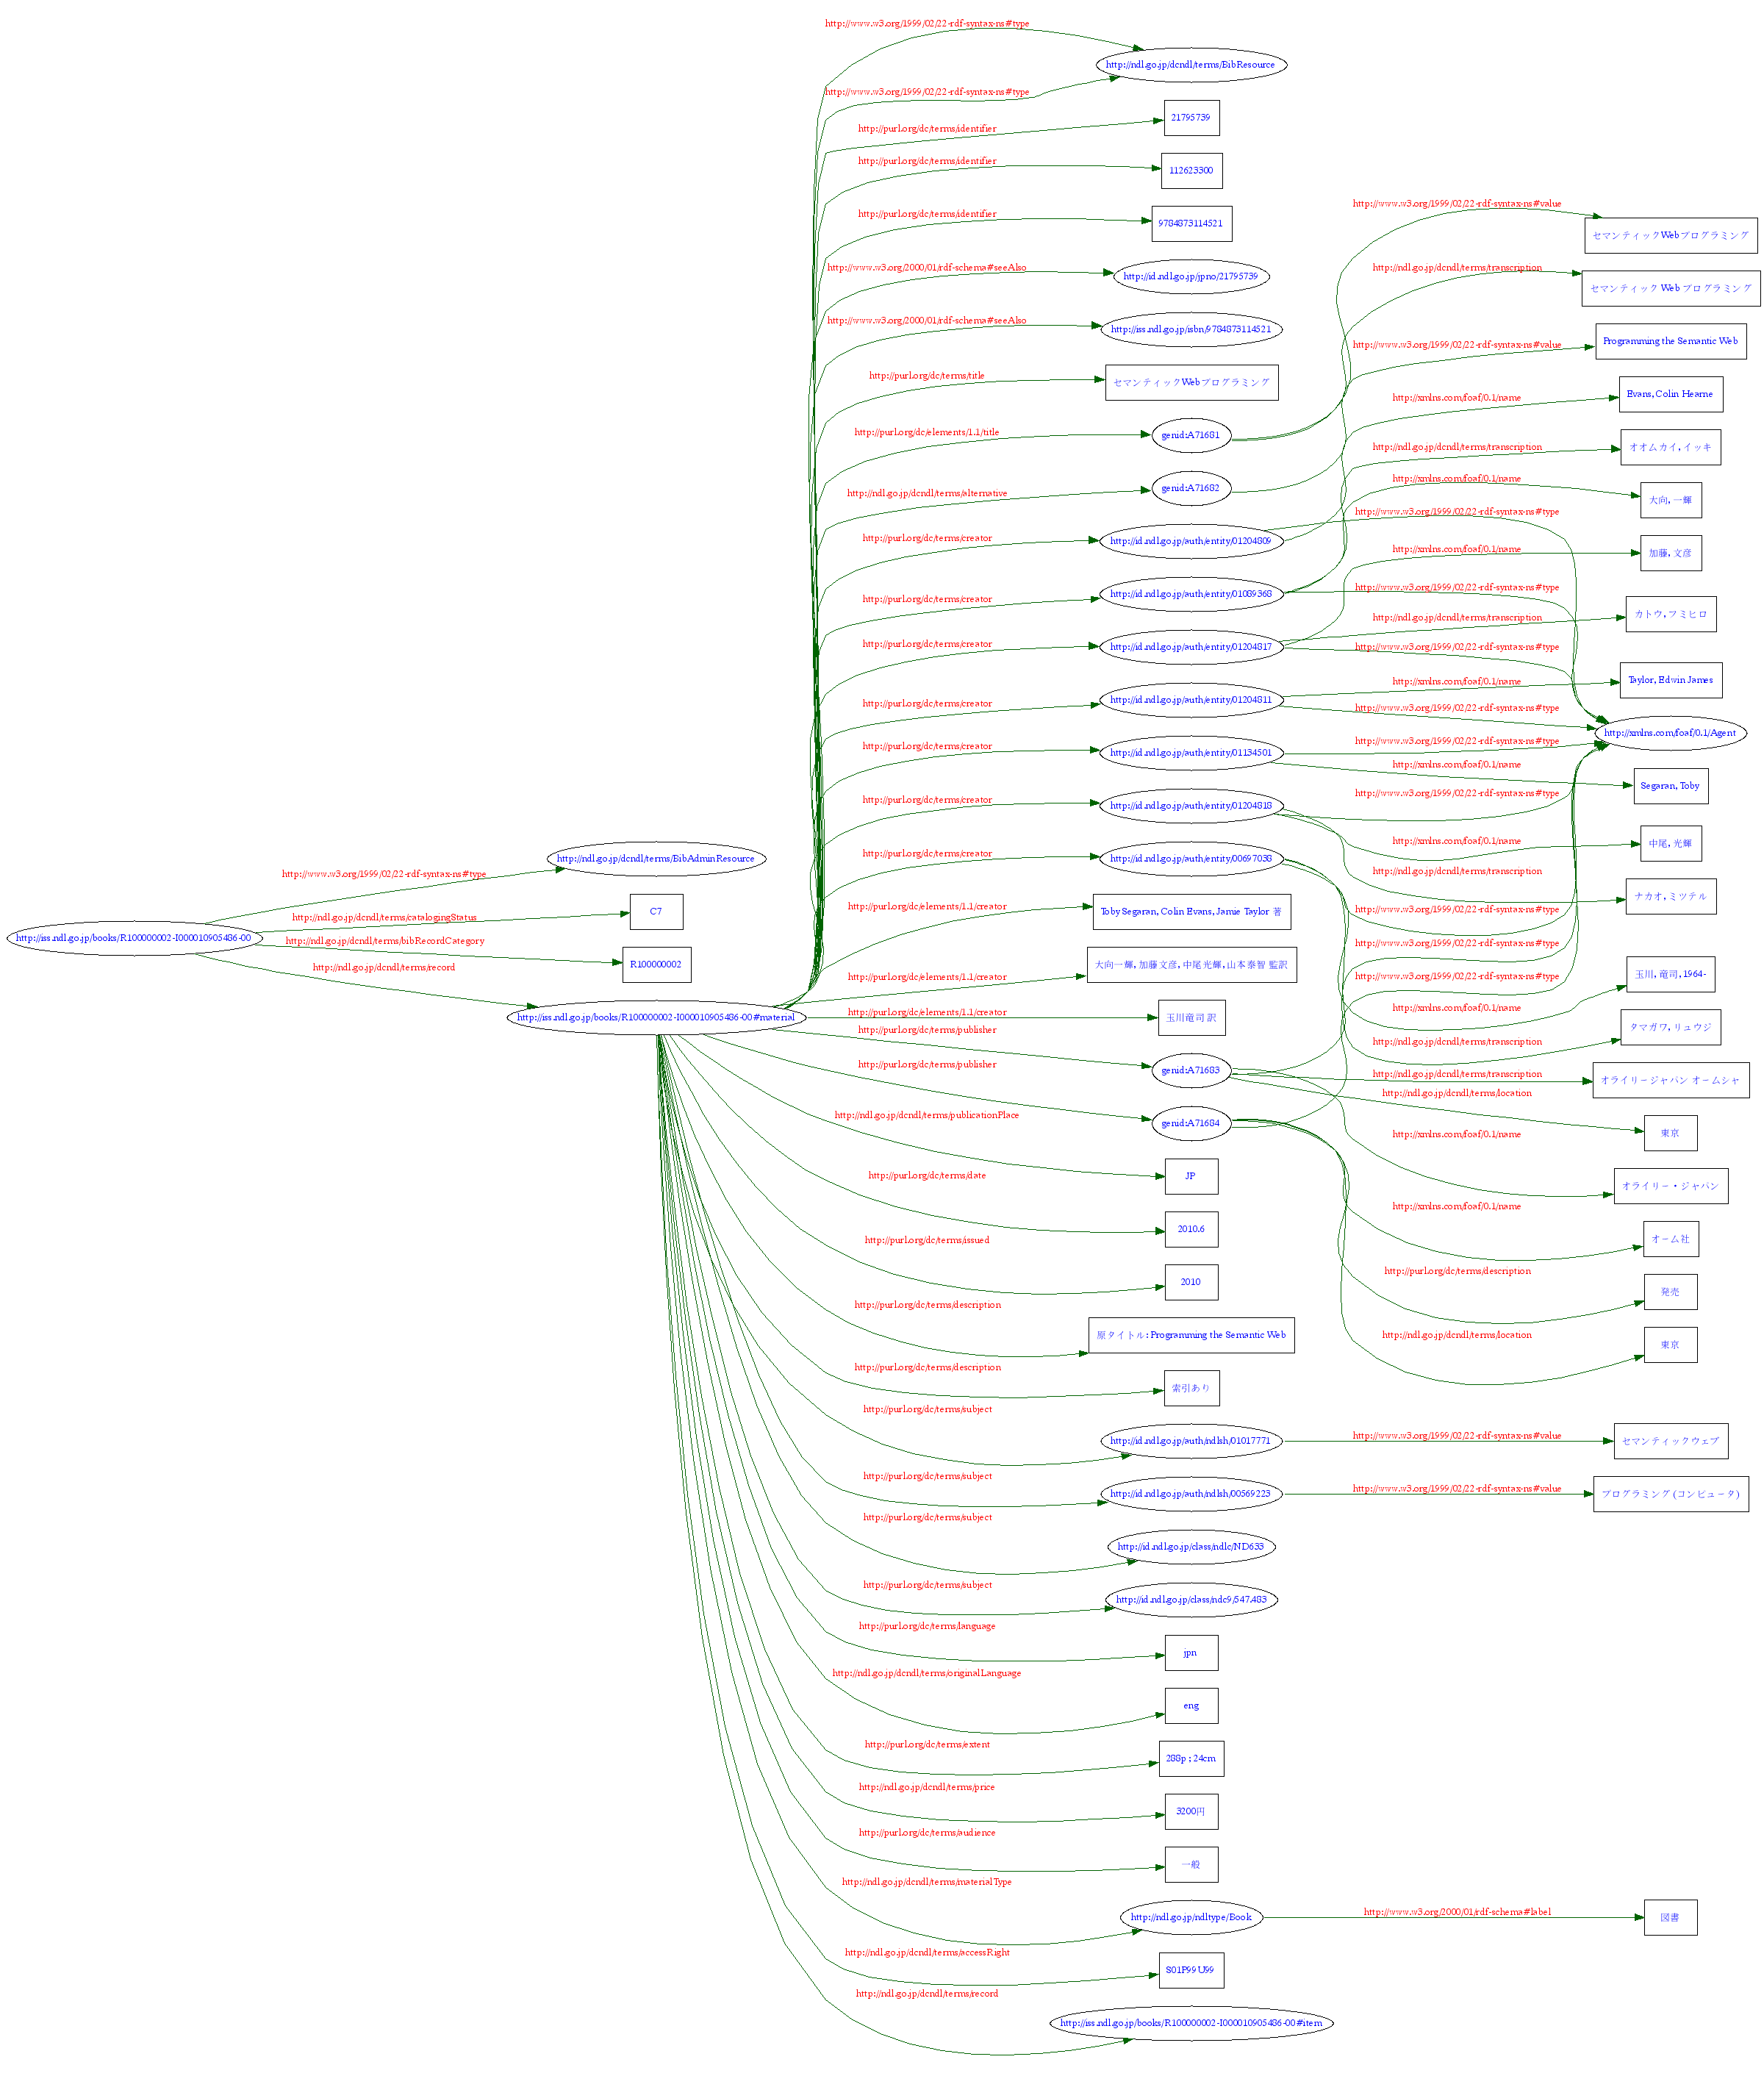 http://www.w3.org/1999/02/22-rdf-syntax-ns#type
http://ndl.go.jp/dcndl/terms/BibResource
http://www.w3.org/1999/02/22-rdf-syntax-ns#type
21795739
http://purl.org/dc/terms/identifier
http://purl.org/dc/terms/identifier
112623300
http://www.w3.org/1999/02/22-rdf-syntax-ns#value
http://purl.org/dc/terms/identifier
9784873114521
セマンティックWebプログラミング
http://www.w3.org/2000/01/rdf-schema#seeAlso
http://id.ndl.go.jp/jpno/21795739
http://ndl.go.jp/dcndl/terms/transcription
セマンティック Web プログラミング
http://www.w3.org/2000/01/rdf-schema#seeAlso
http://iss.ndl.go.jp/isbn/9784873114521
http://www.w3.org/1999/02/22-rdf-syntax-ns#value
Programming the Semantic Web
http://purl.org/dc/terms/title
セマンティックWebプログラミング
http://xmlns.com/foaf/0.1/name
Evans, Colin Hearne
http://purl.org/dc/elements/1.1/title
genid:A71681
http://ndl.go.jp/dcndl/terms/transcription
オオムカイ, イッキ
http://ndl.go.jp/dcndl/terms/alternative
genid:A71682
http://xmlns.com/foaf/0.1/name
大向, 一輝
http://www.w3.org/1999/02/22-rdf-syntax-ns#type
http://purl.org/dc/terms/creator
http://id.ndl.go.jp/auth/entity/01204809
http://xmlns.com/foaf/0.1/name
加藤, 文彦
http://purl.org/dc/terms/creator
http://id.ndl.go.jp/auth/entity/01089368
http://www.w3.org/1999/02/22-rdf-syntax-ns#type
http://ndl.go.jp/dcndl/terms/transcription
カトウ, フミヒロ
http://purl.org/dc/terms/creator
http://id.ndl.go.jp/auth/entity/01204817
http://www.w3.org/1999/02/22-rdf-syntax-ns#type
http://xmlns.com/foaf/0.1/name
Taylor, Edwin James
http://purl.org/dc/terms/creator
http://id.ndl.go.jp/auth/entity/01204811
http://www.w3.org/1999/02/22-rdf-syntax-ns#type
http://xmlns.com/foaf/0.1/Agent
http://purl.org/dc/terms/creator
http://id.ndl.go.jp/auth/entity/01134501
http://www.w3.org/1999/02/22-rdf-syntax-ns#type
http://xmlns.com/foaf/0.1/name
Segaran, Toby
http://purl.org/dc/terms/creator
http://id.ndl.go.jp/auth/entity/01204818
http://www.w3.org/1999/02/22-rdf-syntax-ns#type
http://xmlns.com/foaf/0.1/name
中尾, 光輝
http://ndl.go.jp/dcndl/terms/BibAdminResource
http://purl.org/dc/terms/creator
http://id.ndl.go.jp/auth/entity/00697038
http://www.w3.org/1999/02/22-rdf-syntax-ns#type
http://ndl.go.jp/dcndl/terms/transcription
ナカオ, ミツテル
http://ndl.go.jp/dcndl/terms/catalogingStatus
C7
http://purl.org/dc/elements/1.1/creator
Toby Segaran, Colin Evans, Jamie Taylor 著
http://www.w3.org/1999/02/22-rdf-syntax-ns#type
http://iss.ndl.go.jp/books/R100000002-I000010905486-00
http://ndl.go.jp/dcndl/terms/bibRecordCategory
R100000002
http://www.w3.org/1999/02/22-rdf-syntax-ns#type
http://ndl.go.jp/dcndl/terms/record
http://purl.org/dc/elements/1.1/creator
大向一輝, 加藤文彦, 中尾光輝, 山本泰智 監訳
http://www.w3.org/1999/02/22-rdf-syntax-ns#type
玉川, 竜司, 1964-
http://xmlns.com/foaf/0.1/name
http://iss.ndl.go.jp/books/R100000002-I000010905486-00#material
http://purl.org/dc/elements/1.1/creator
玉川竜司 訳
タマガワ, リュウジ
http://purl.org/dc/terms/publisher
http://ndl.go.jp/dcndl/terms/transcription
http://purl.org/dc/terms/publisher
genid:A71683
http://ndl.go.jp/dcndl/terms/transcription
オライリージャパン オームシャ
http://ndl.go.jp/dcndl/terms/location
http://ndl.go.jp/dcndl/terms/publicationPlace
genid:A71684
東京
http://xmlns.com/foaf/0.1/name
http://purl.org/dc/terms/date
JP
オライリー・ジャパン
http://xmlns.com/foaf/0.1/name
2010.6
http://purl.org/dc/terms/issued
オーム社
http://purl.org/dc/terms/description
2010
発売
http://purl.org/dc/terms/description
原タイトル: Programming the Semantic Web
http://ndl.go.jp/dcndl/terms/location
東京
http://purl.org/dc/terms/description
索引あり
http://purl.org/dc/terms/subject
http://id.ndl.go.jp/auth/ndlsh/01017771
http://www.w3.org/1999/02/22-rdf-syntax-ns#value
セマンティックウェブ
http://purl.org/dc/terms/subject
http://id.ndl.go.jp/auth/ndlsh/00569223
http://www.w3.org/1999/02/22-rdf-syntax-ns#value
プログラミング (コンピュータ)
http://purl.org/dc/terms/subject
http://id.ndl.go.jp/class/ndlc/ND633
http://purl.org/dc/terms/subject
http://id.ndl.go.jp/class/ndc9/547.483
http://purl.org/dc/terms/language
jpn
http://ndl.go.jp/dcndl/terms/originalLanguage
eng
http://purl.org/dc/terms/extent
288p ; 24cm
http://ndl.go.jp/dcndl/terms/price
3200円
http://purl.org/dc/terms/audience
一般
http://ndl.go.jp/dcndl/terms/materialType
http://ndl.go.jp/ndltype/Book
http://www.w3.org/2000/01/rdf-schema#label
図書
http://ndl.go.jp/dcndl/terms/accessRight
S01P99U99
http://ndl.go.jp/dcndl/terms/record
http://iss.ndl.go.jp/books/R100000002-I000010905486-00#item